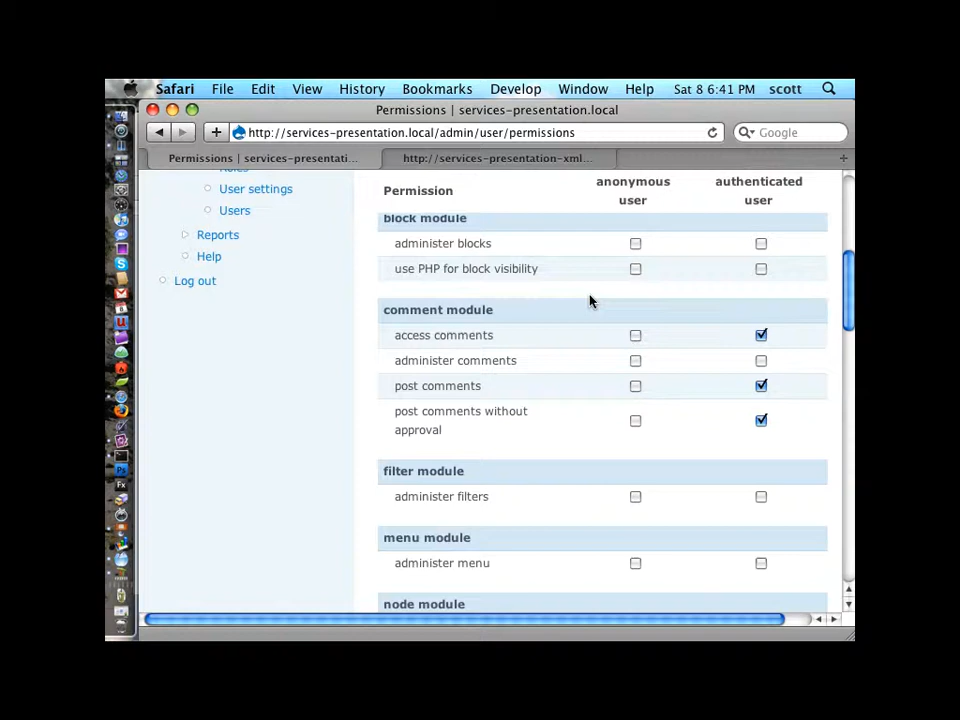 Safari File Edit View History Bookmarks Develop Window Help Sat 8 6:41 PM scott
Permissions | services-presentation.local
http://services-presentation.local/admin/user/permissions
Google
Permissions | services-presentati...
http://services-presentation-xml...
Roles
User settings
Users
Reports
Help
Log out
Permission
anonymous
user
authenticated
user
block module
administer blocks
use PHP for block visibility
comment module
access comments
administer comments
post comments
post comments without
approval
filter module
administer filters
menu module
administer menu
node module